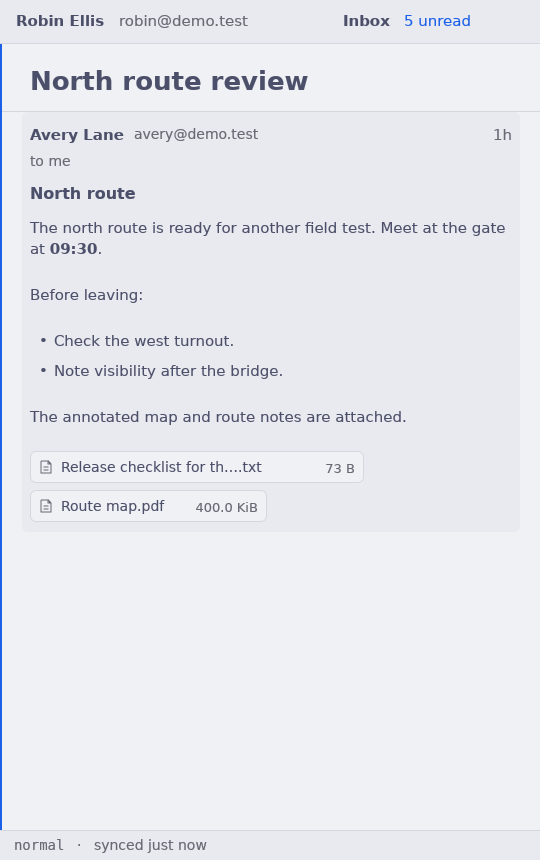 Robin Ellis robin@demo.test Inbox 5 unread
North route review
Avery Lane avery@demo.test 1h
to me
North route
The north route is ready for another field test. Meet at the gate
at 09:30.
Before leaving:
• Check the west turnout.
• Note visibility after the bridge.
The annotated map and route notes are attached.
Release checklist for th….txt 73 B
Route map.pdf 400.0 KiB
normal · synced just now